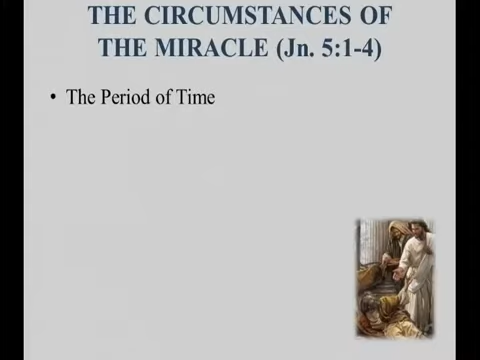 THE CIRCUMSTANCES OF
THE MIRACLE (Jn. 5:1-4)
• The Period of Time